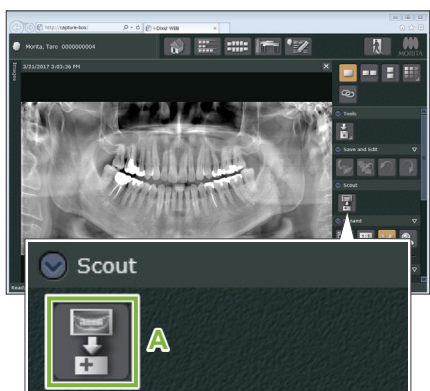 http://capture-box/
i-Dixel WEB
Morita, Taro 0000000004
MORITA
Images
3/21/2017 3:03:36 PM
Tools
Save and Edit
Scout
Scout
A